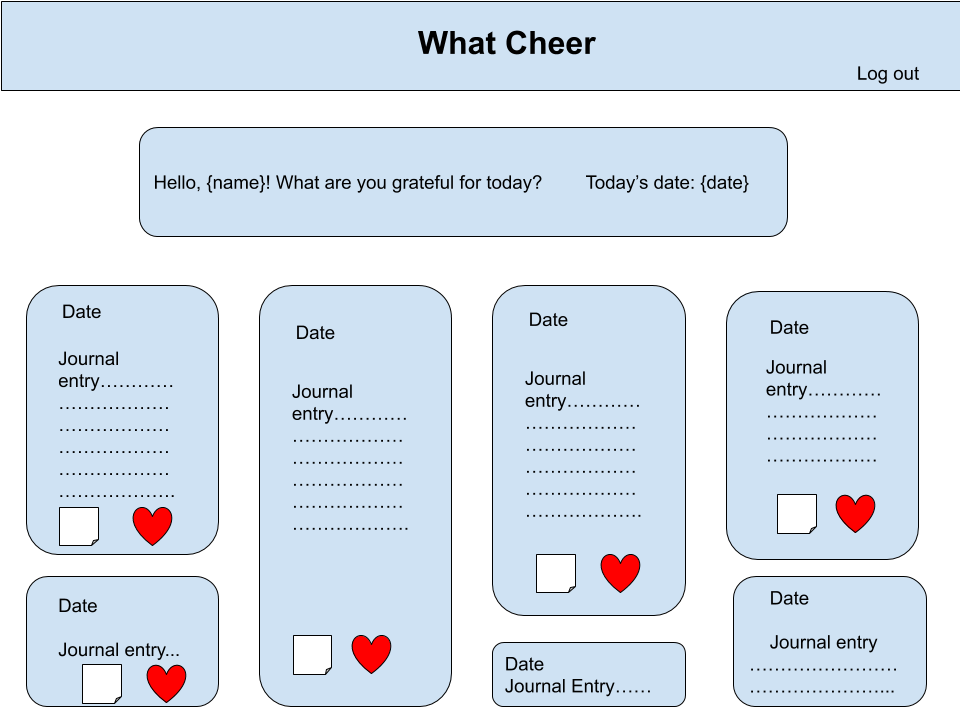 What Cheer
Log out
Hello, {name}! What are you grateful for today?
Today’s date: {date}
Date
Journal
entry…………
………………
………………
………………
………………
……………….
Date
Journal
entry…………
………………
………………
………………
………………
……………….
Date
Journal
entry…………
………………
………………
………………
………………
……………….
Date
Journal
entry…………
………………
………………
………………
Date
Journal entry...
Date
Journal Entry……
Date
Journal entry
……………………
…………………...